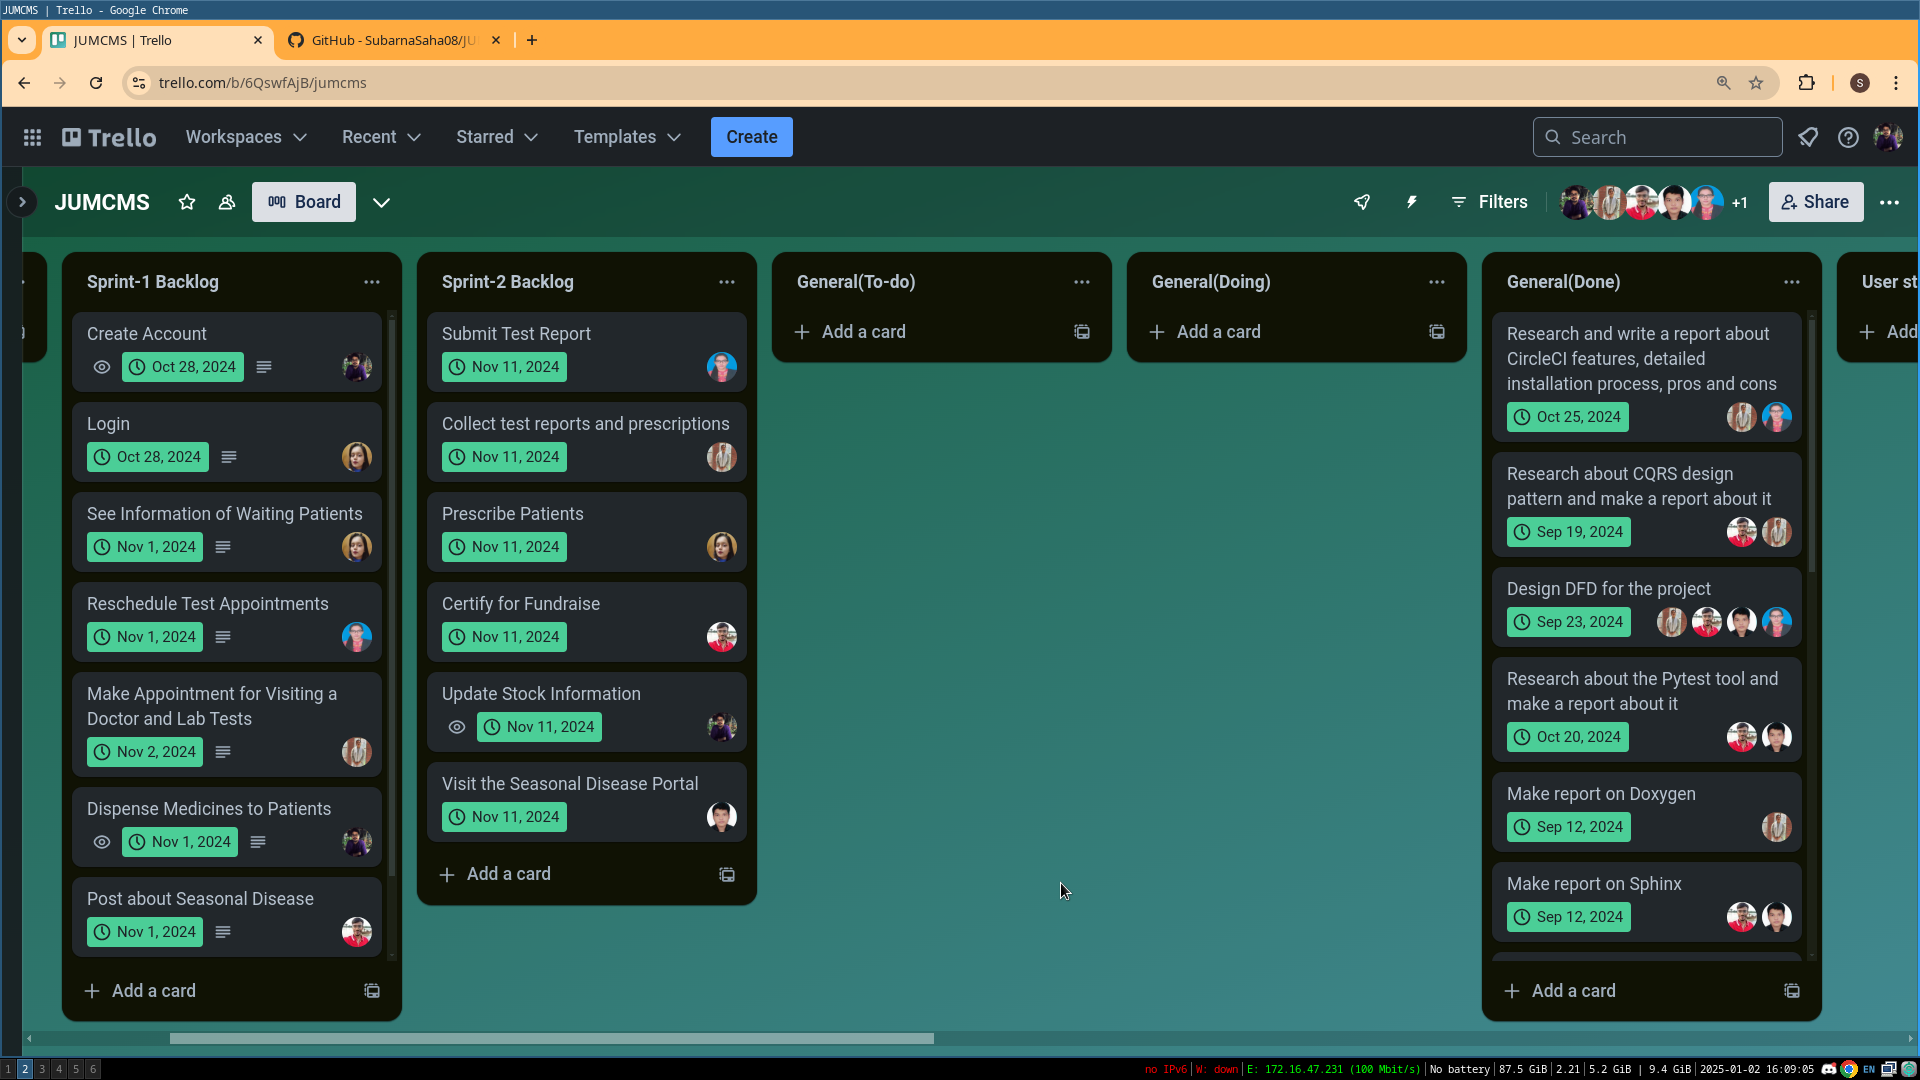 JUMCMS | Trello - Google Chrome
JUMCMS | Trello
GitHub - SubarnaSaha08/JU
trello.com/b/6QswfAjB/jumcms
S
Trello
Workspaces
Recent
Starred
Templates
Create
Search
JUMCMS
Board
Filters
+1
Share
Sprint-1 Backlog
Create Account
Oct 28, 2024
Login
Oct 28, 2024
See Information of Waiting Patients
Nov 1, 2024
Reschedule Test Appointments
Nov 1, 2024
Make Appointment for Visiting a
Doctor and Lab Tests
Nov 2, 2024
Dispense Medicines to Patients
Nov 1, 2024
Post about Seasonal Disease
Nov 1, 2024
Add a card
Sprint-2 Backlog
Submit Test Report
Nov 11, 2024
Collect test reports and prescriptions
Nov 11, 2024
Prescribe Patients
Nov 11, 2024
Certify for Fundraise
Nov 11, 2024
Update Stock Information
Nov 11, 2024
Visit the Seasonal Disease Portal
Nov 11, 2024
Add a card
General(To-do)
Add a card
General(Doing)
Add a card
General(Done)
Research and write a report about
CircleCI features, detailed
installation process, pros and cons
Oct 25, 2024
Research about CQRS design
pattern and make a report about it
Sep 19, 2024
Design DFD for the project
Sep 23, 2024
Research about the Pytest tool and
make a report about it
Oct 20, 2024
Make report on Doxygen
Sep 12, 2024
Make report on Sphinx
Sep 12, 2024
Add a card
User st
Add
1 2 3 4 5 6
no IPv6 | W: down | E: 172.16.47.231 (100 Mbit/s) | No battery | 87.5 GiB | 2.21 | 5.2 GiB | 9.4 GiB | 2025-01-02 16:09:05 EN